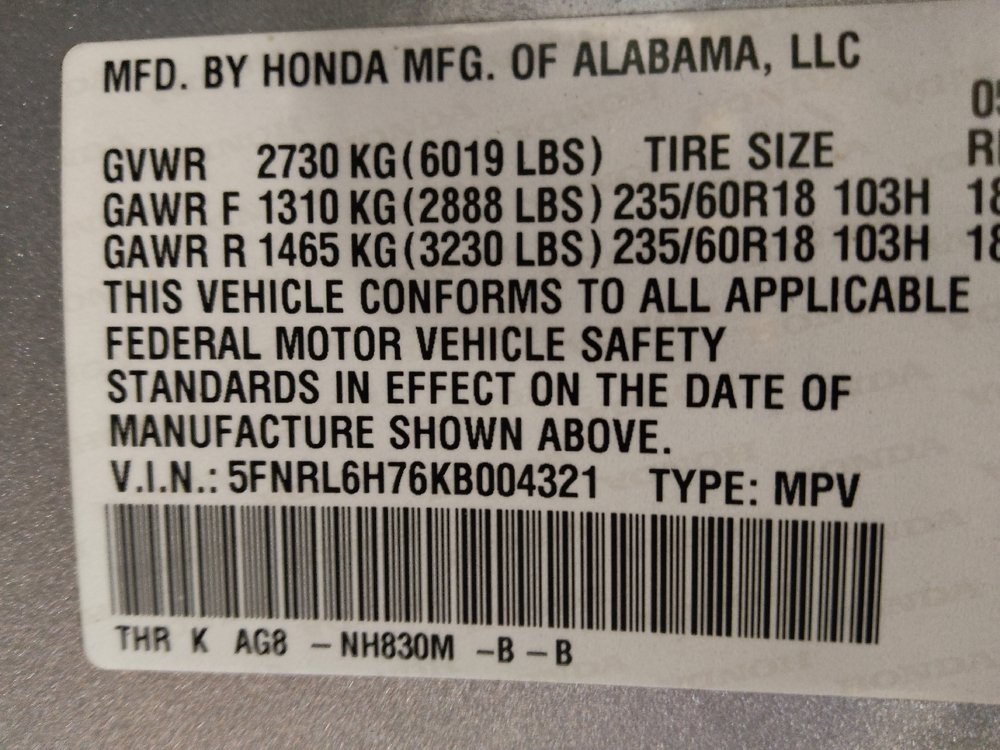 MFD. BY HONDA MFG. OF ALABAMA, LLC
GVWR 2730 KG (6019 LBS) TIRE SIZE
GAWR F 1310 KG (2888 LBS) 235/60R18 103H 18
GAWR R 1465 KG (3230 LBS) 235/60R18 103H 18
THIS VEHICLE CONFORMS TO ALL APPLICABLE
FEDERAL MOTOR VEHICLE SAFETY
STANDARDS IN EFFECT ON THE DATE OF
MANUFACTURE SHOWN ABOVE.
V.I.N.: 5FNRL6H76KB004321 TYPE: MPV
THR K AG8 – NH830M – B – B